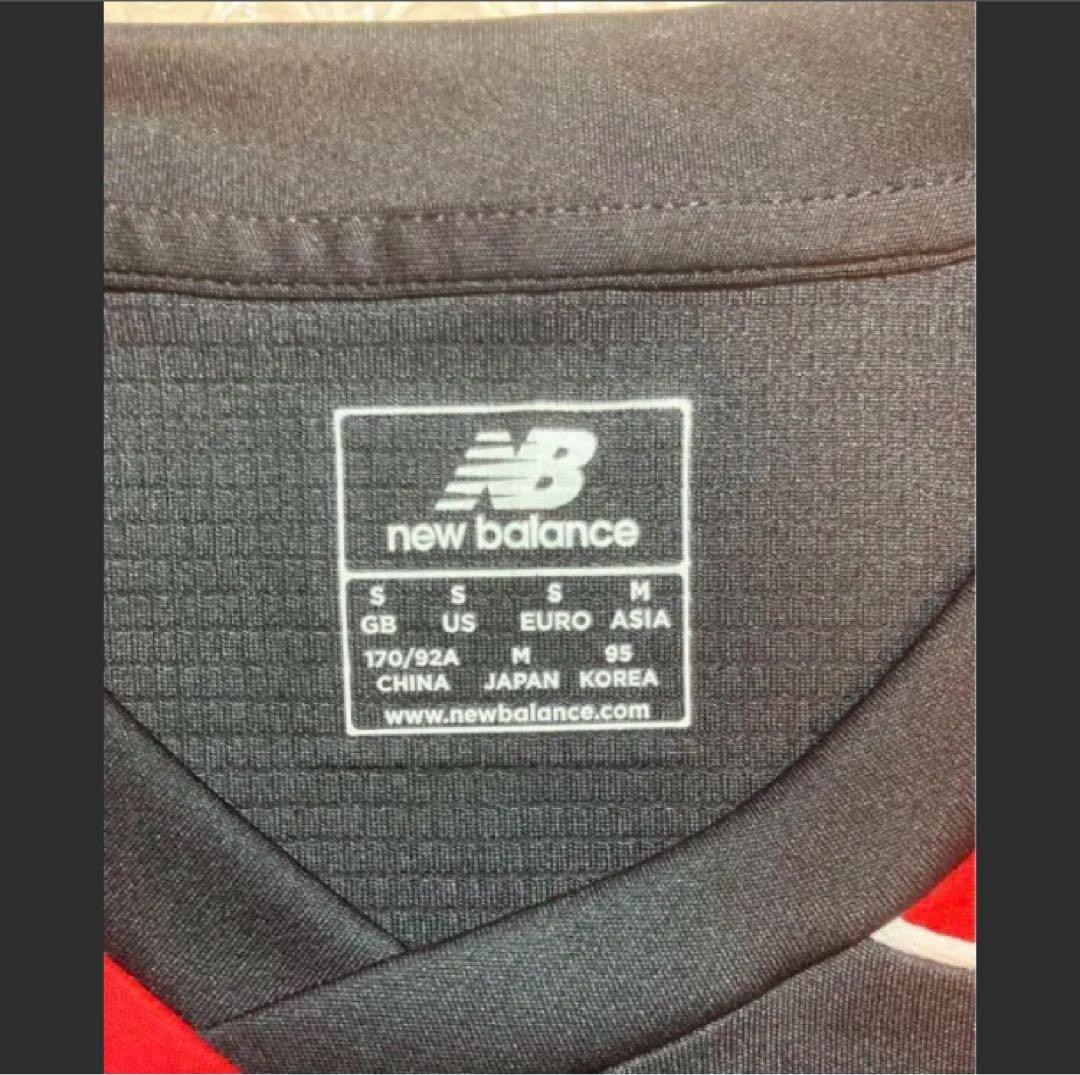 NB
new balance
S S S M
GB US EURO ASIA
170/92A M 95
CHINA JAPAN KOREA
www.newbalance.com